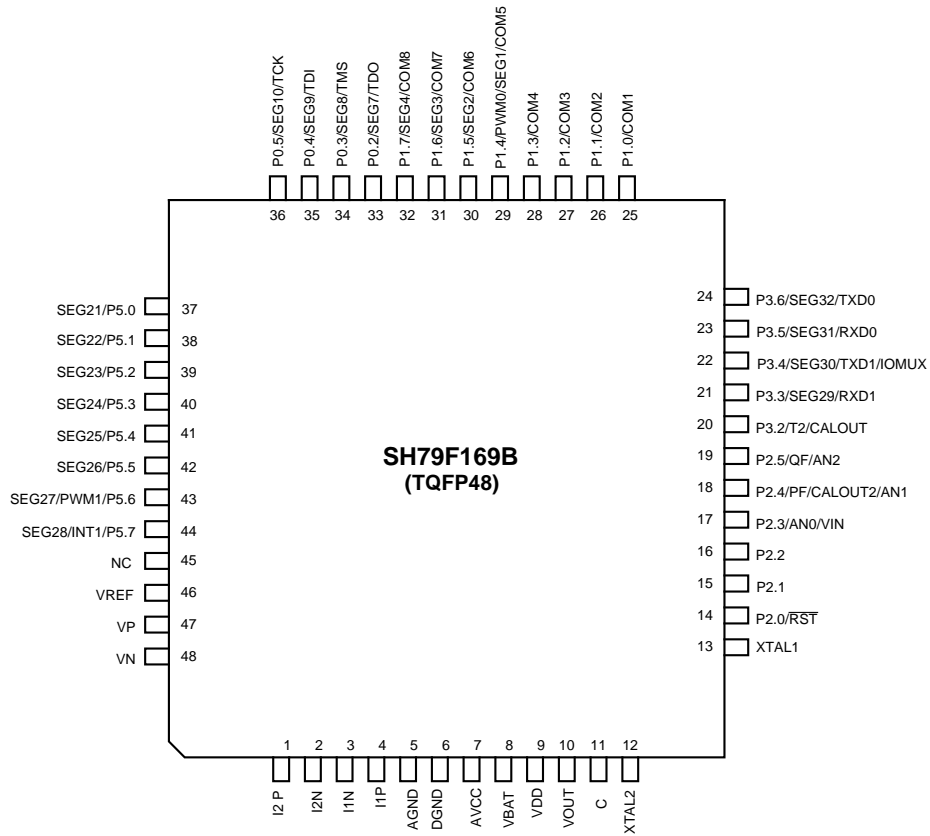 P0.5/SEG10/TCK
P0.4/SEG9/TDI
P0.3/SEG8/TMS
P0.2/SEG7/TDO
P1.7/SEG4/COM8
P1.6/SEG3/COM7
P1.5/SEG2/COM6
P1.4/PWM0/SEG1/COM5
P1.3/COM4
P1.2/COM3
P1.1/COM2
P1.0/COM1
36 35 34 33 32 31 30 29 28 27 26 25
SEG21/P5.0 37
SEG22/P5.1 38
SEG23/P5.2 39
SEG24/P5.3 40
SEG25/P5.4 41
SEG26/P5.5 42
SEG27/PWM1/P5.6 43
SEG28/INT1/P5.7 44
NC 45
VREF 46
VP 47
VN 48
SH79F169B
(TQFP48)
24 P3.6/SEG32/TXD0
23 P3.5/SEG31/RXD0
22 P3.4/SEG30/TXD1/IOMUX
21 P3.3/SEG29/RXD1
20 P3.2/T2/CALOUT
19 P2.5/QF/AN2
18 P2.4/PF/CALOUT2/AN1
17 P2.3/AN0/VIN
16 P2.2
15 P2.1
14 P2.0/R̅S̅T̅
13 XTAL1
1 2 3 4 5 6 7 8 9 10 11 12
I2 P
I2N
I1N
I1P
AGND
DGND
AVCC
VBAT
VDD
VOUT
C
XTAL2